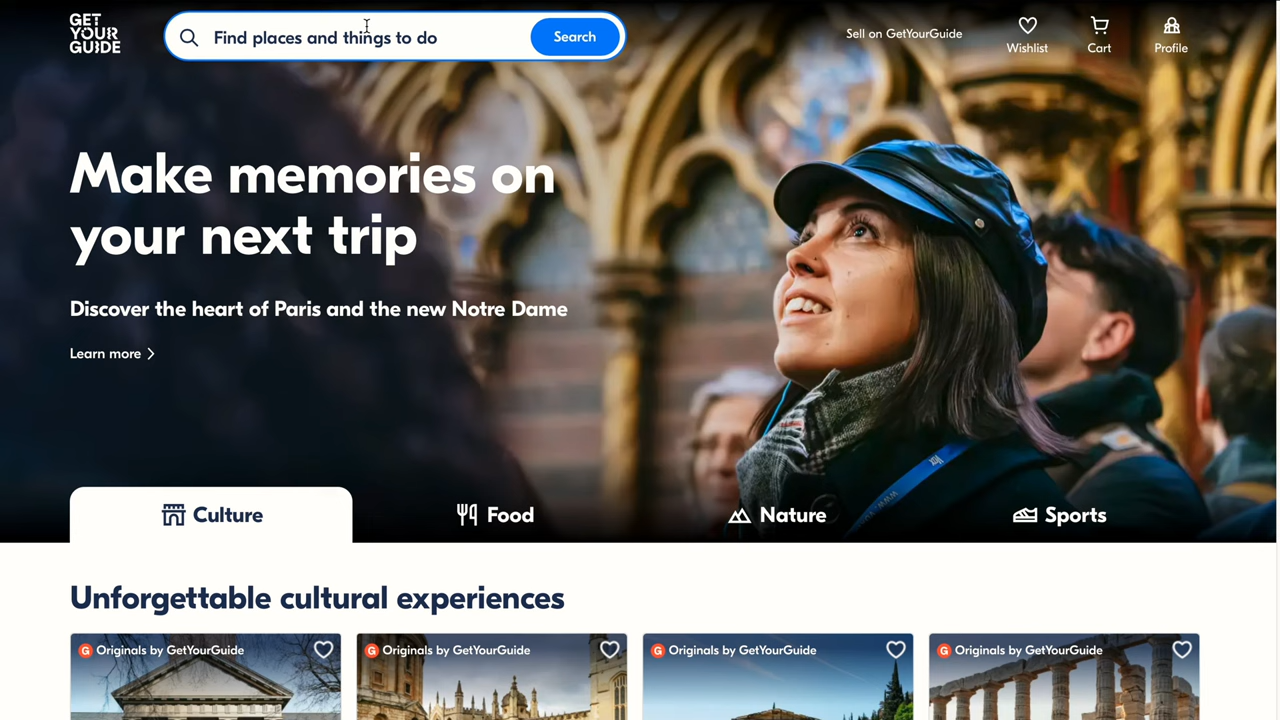 GET
YOUR
GUIDE
Find places and things to do
Search
Sell on GetYourGuide
Wishlist
Cart
Profile
Make memories on
your next trip
Discover the heart of Paris and the new Notre Dame
Learn more
Culture
Food
Nature
Sports
Unforgettable cultural experiences
G Originals by GetYourGuide
G Originals by GetYourGuide
G Originals by GetYourGuide
G Originals by GetYourGuide